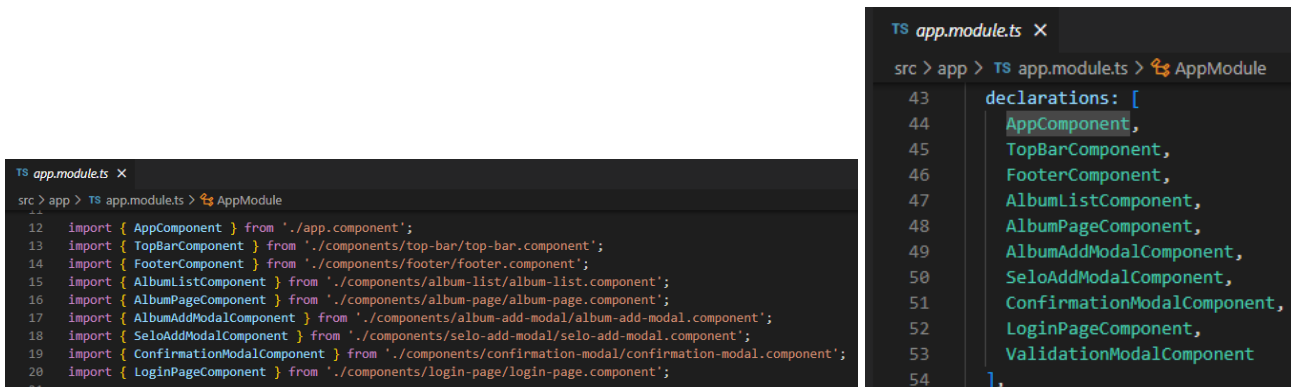 TS app.module.ts ×
src > app > TS app.module.ts > AppModule
11
12 import { AppComponent } from './app.component';
13 import { TopBarComponent } from './components/top-bar/top-bar.component';
14 import { FooterComponent } from './components/footer/footer.component';
15 import { AlbumListComponent } from './components/album-list/album-list.component';
16 import { AlbumPageComponent } from './components/album-page/album-page.component';
17 import { AlbumAddModalComponent } from './components/album-add-modal/album-add-modal.component';
18 import { SeloAddModalComponent } from './components/selo-add-modal/selo-add-modal.component';
19 import { ConfirmationModalComponent } from './components/confirmation-modal/confirmation-modal.component';
20 import { LoginPageComponent } from './components/login-page/login-page.component';
TS app.module.ts ×
src > app > TS app.module.ts > AppModule
43 declarations: [
44 AppComponent,
45 TopBarComponent,
46 FooterComponent,
47 AlbumListComponent,
48 AlbumPageComponent,
49 AlbumAddModalComponent,
50 SeloAddModalComponent,
51 ConfirmationModalComponent,
52 LoginPageComponent,
53 ValidationModalComponent
54 ],